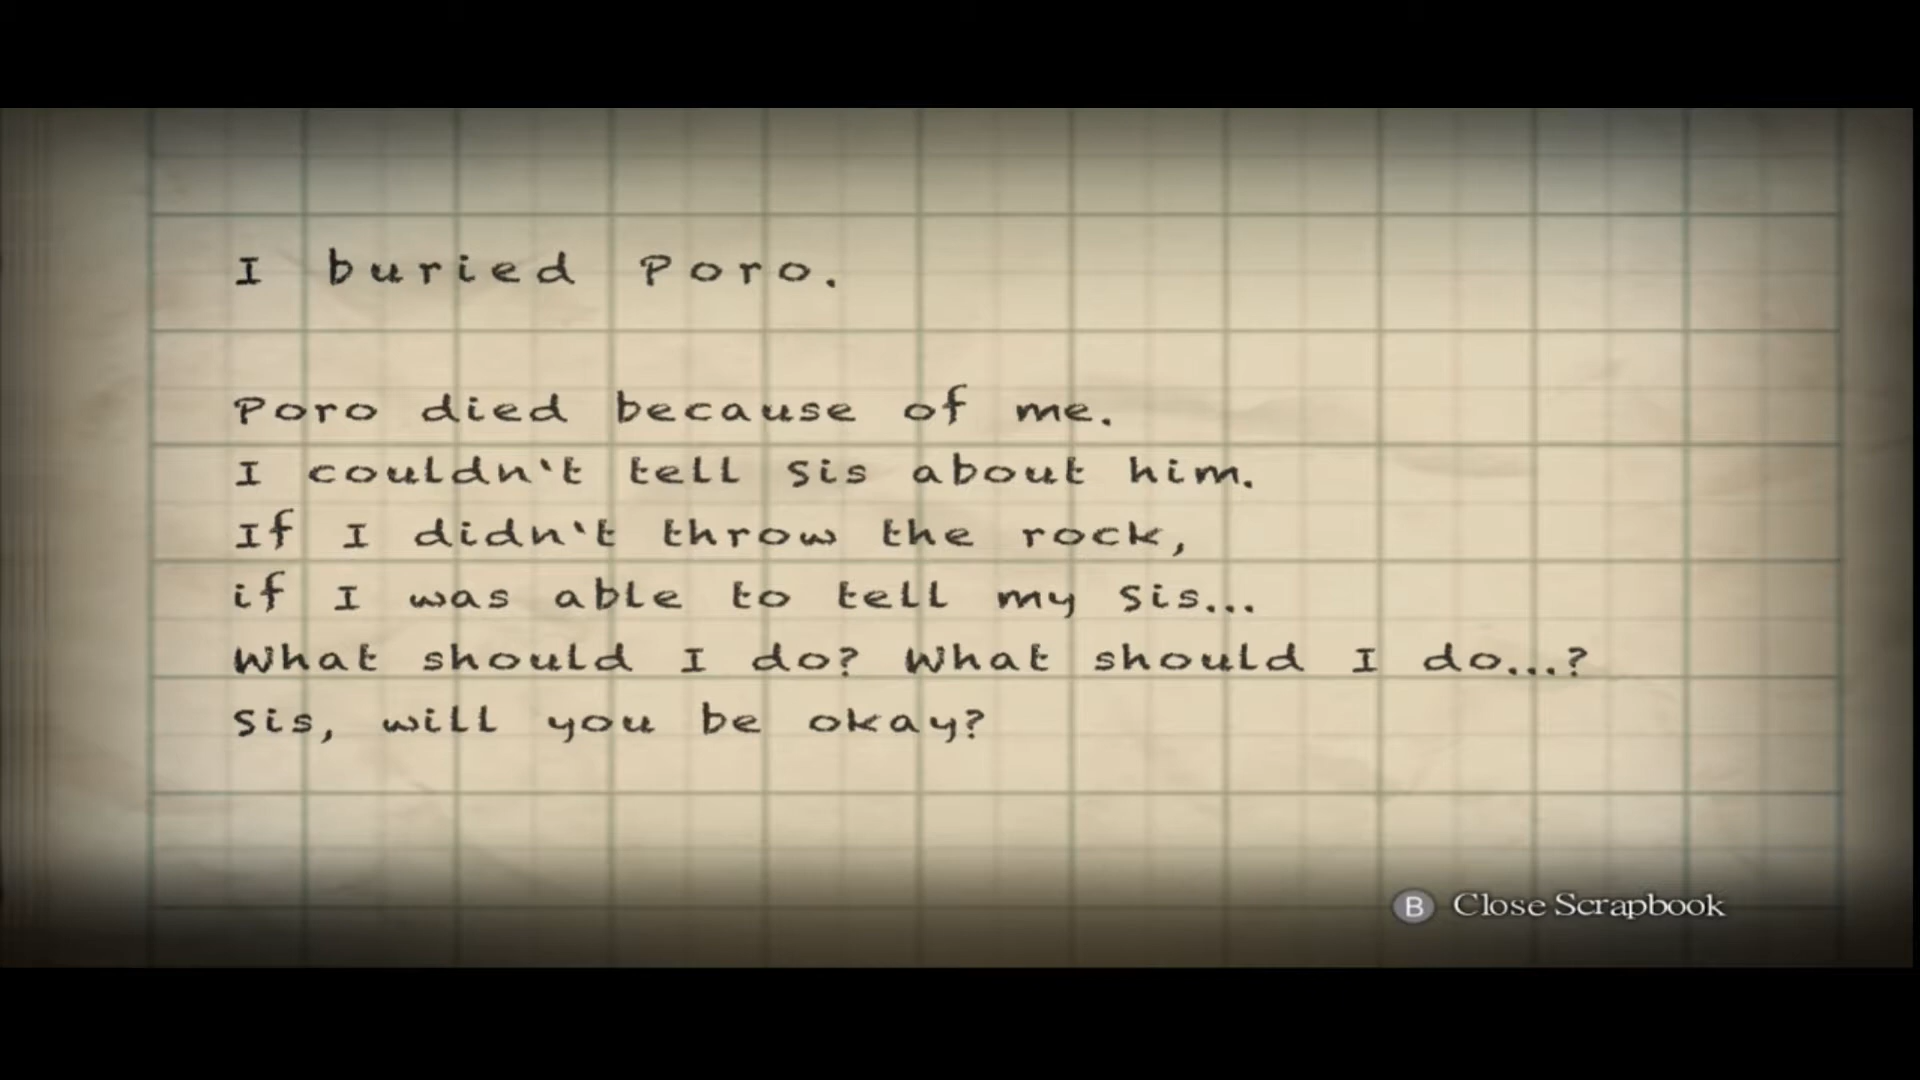 I buried Poro.
Poro died because of me.
I couldn't tell Sis about him.
If I didn't throw the rock,
if I was able to tell my Sis...
What should I do? What should I do...?
Sis, will you be okay?
B Close Scrapbook